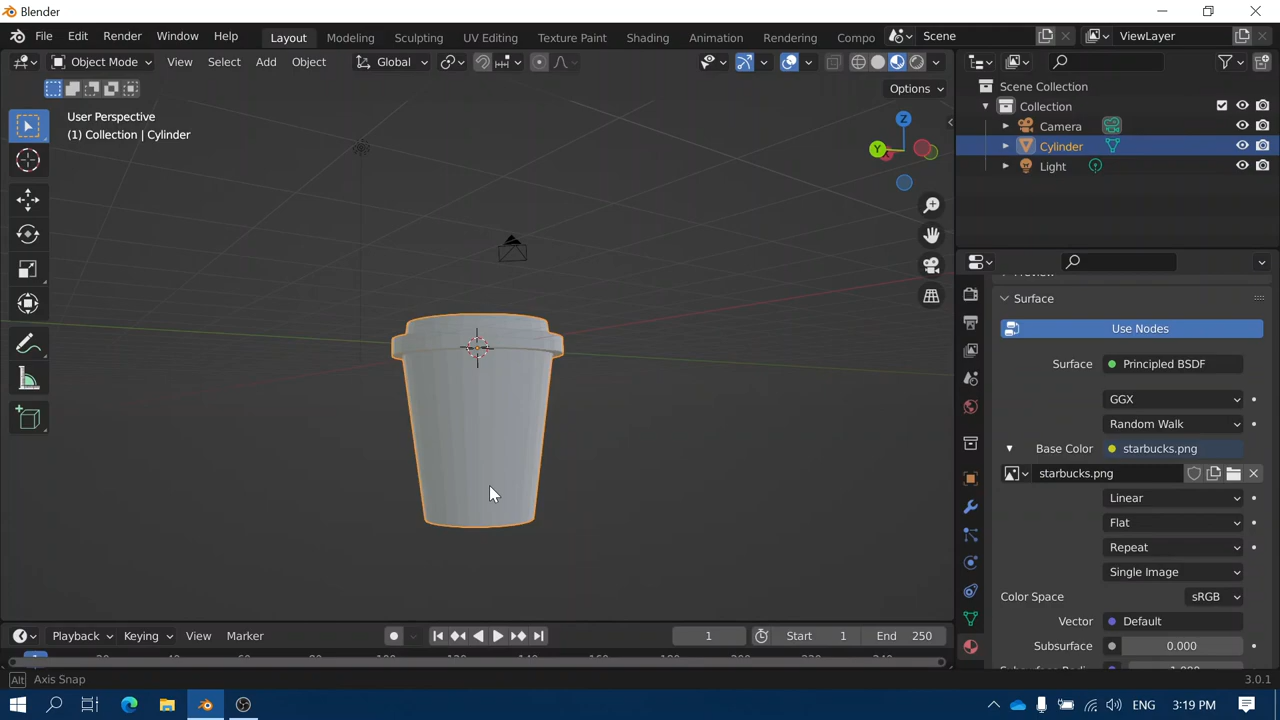 Blender
File Edit Render Window Help Layout Modeling Sculpting UV Editing Texture Paint Shading Animation Rendering Compo Scene ViewLayer
Object Mode View Select Add Object Global
Options
User Perspective
(1) Collection | Cylinder
Z
Y
Scene Collection
Collection
Camera
Cylinder
Light
Preview
Surface
Use Nodes
Surface Principled BSDF
GGX
Random Walk
Base Color starbucks.png
starbucks.png
Linear
Flat
Repeat
Single Image
Color Space sRGB
Vector Default
Subsurface 0.000
Playback Keying View Marker 1 Start 1 End 250
Alt Axis Snap 3.0.1
ENG 3:19 PM